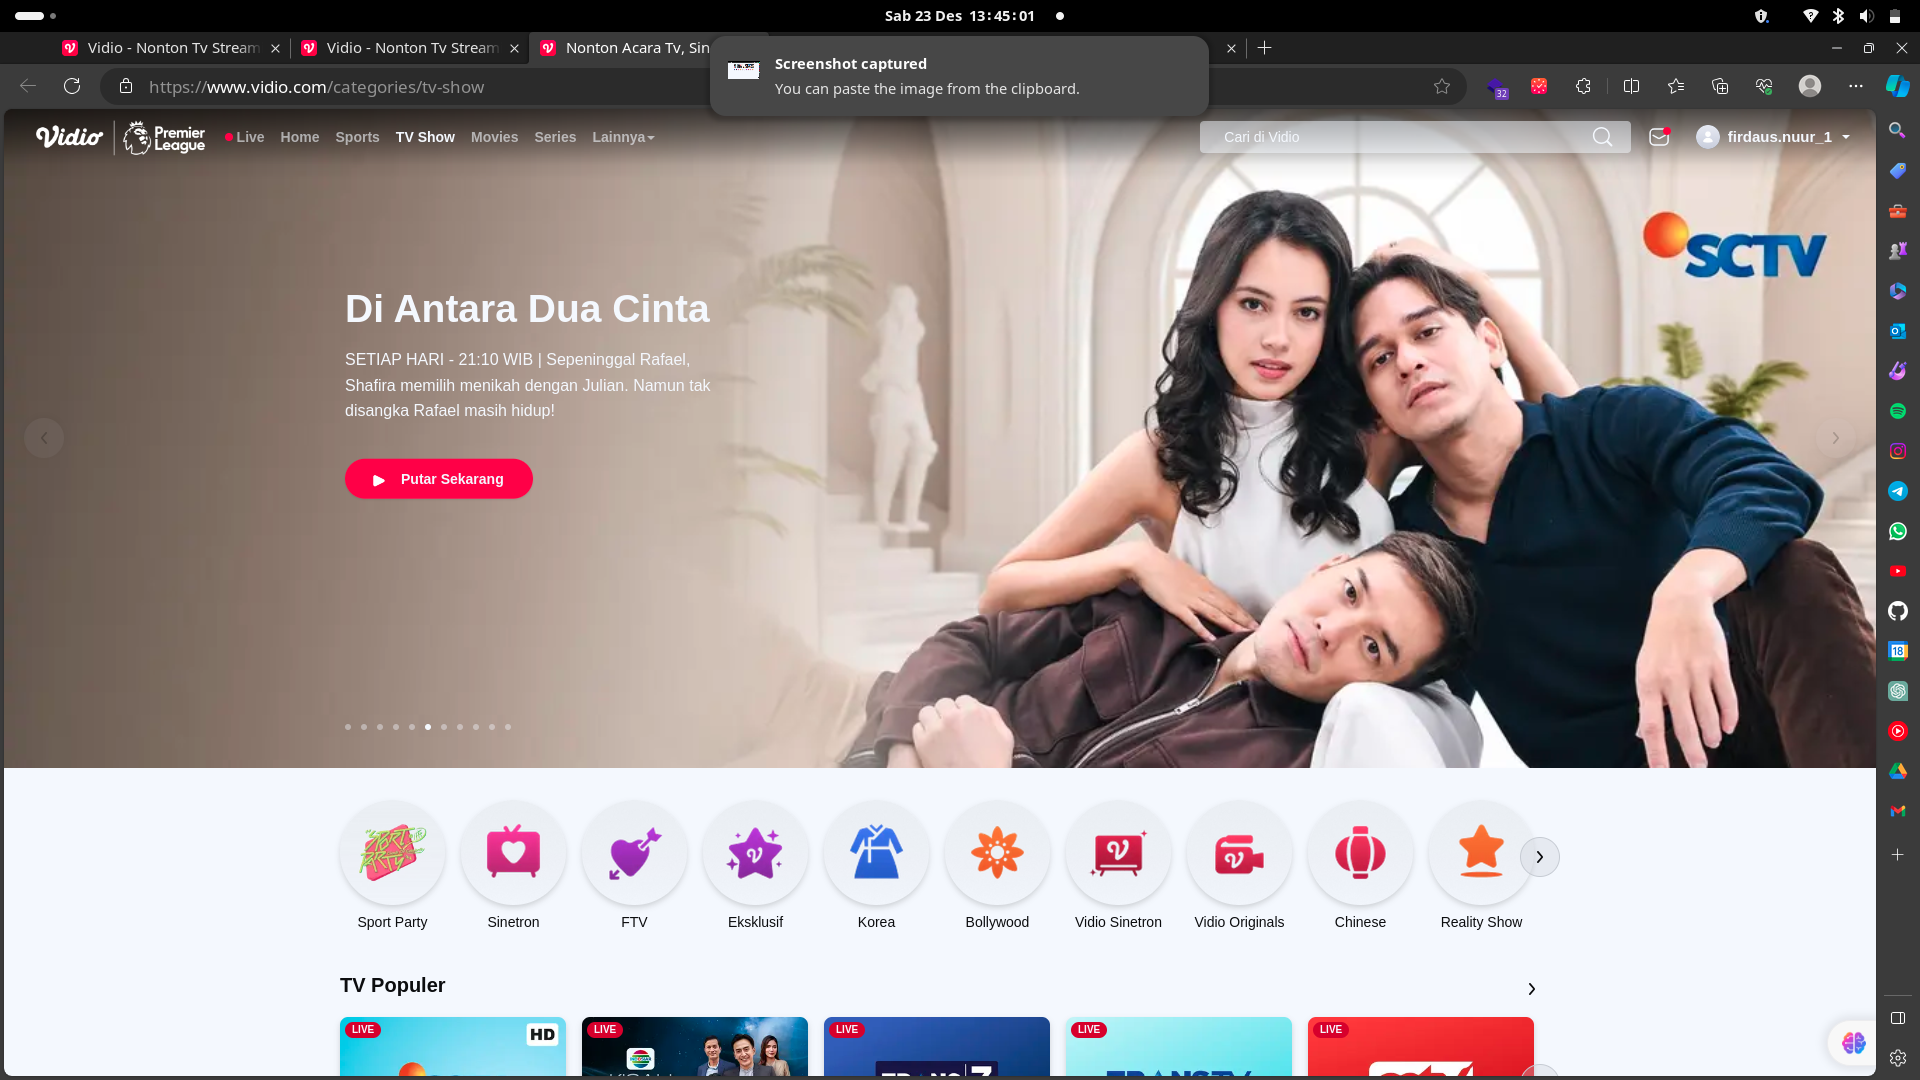 Sab 23 Des 13:45:01
Vidio - Nonton Tv Stream
Vidio - Nonton Tv Stream
Nonton Acara Tv, Sin
Screenshot captured
You can paste the image from the clipboard.
https://www.vidio.com/categories/tv-show
32
Vidio
Premier
League
Live
Home
Sports
TV Show
Movies
Series
Lainnya
Cari di Vidio
firdaus.nuur_1
SCTV
Di Antara Dua Cinta
SETIAP HARI - 21:10 WIB | Sepeninggal Rafael,
Shafira memilih menikah dengan Julian. Namun tak
disangka Rafael masih hidup!
Putar Sekarang
18
SPORT
PARTY
Sport Party
Sinetron
FTV
Eksklusif
Korea
Bollywood
Vidio Sinetron
Vidio Originals
Chinese
Reality Show
TV Populer
LIVE
HD
LIVE
LIVE
LIVE
LIVE
TRANS7
TRANSTV